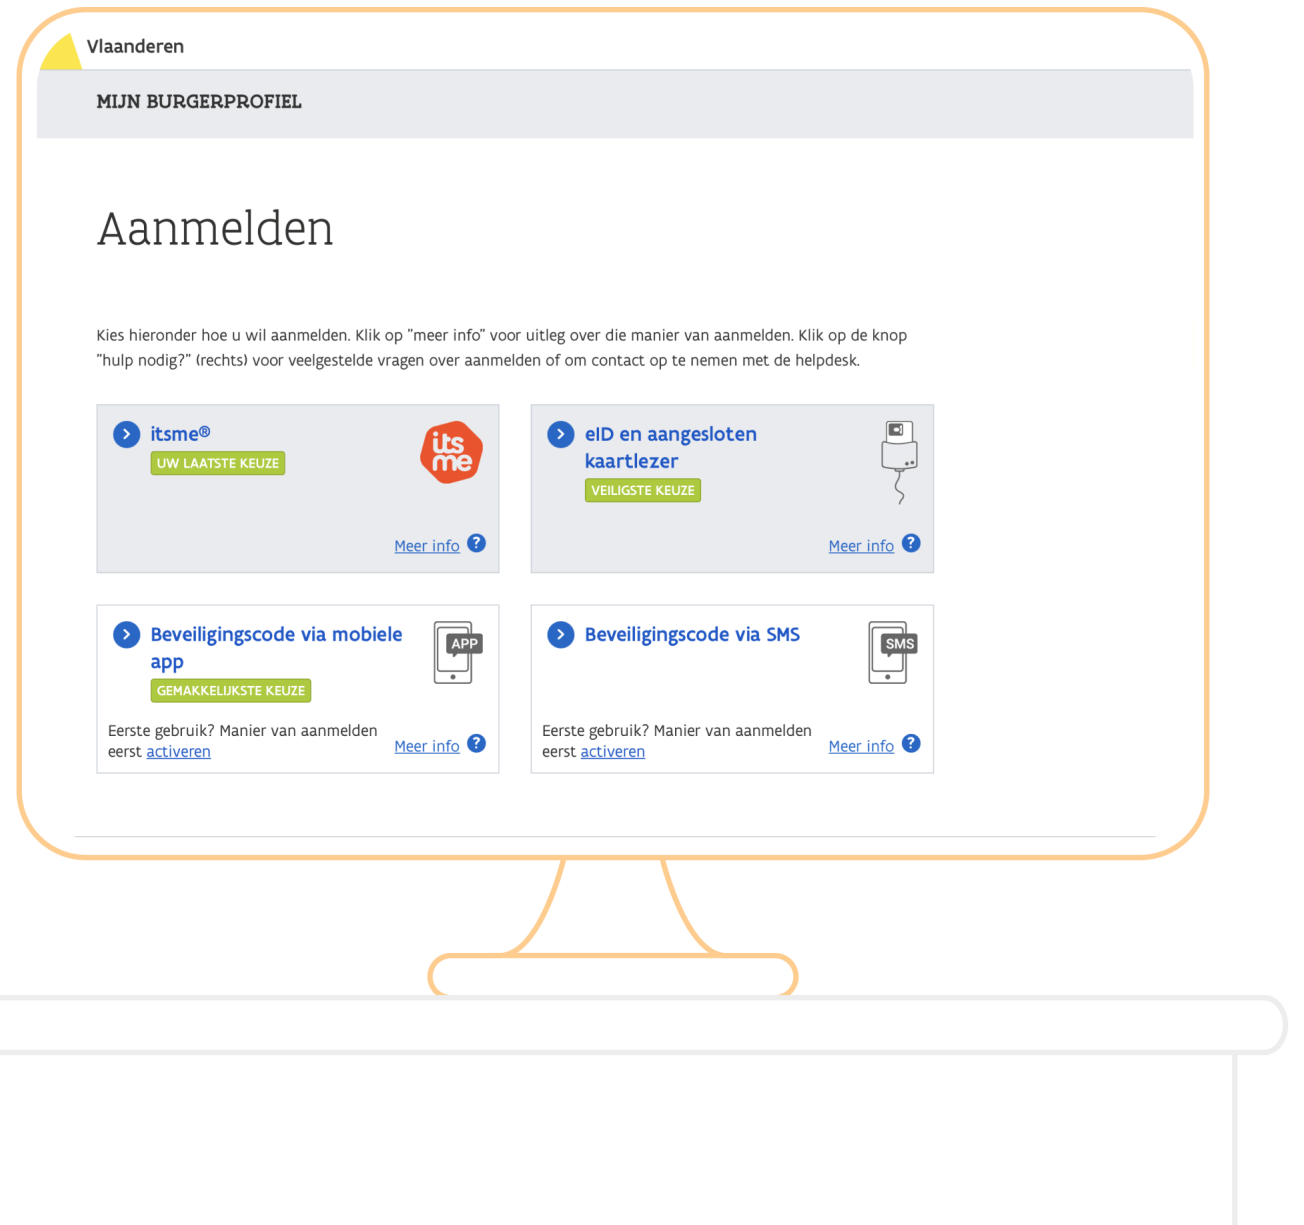 Vlaanderen
MIJN BURGERPROFIEL
Aanmelden
Kies hieronder hoe u wil aanmelden. Klik op "meer info" voor uitleg over die manier van aanmelden. Klik op de knop
"hulp nodig?" (rechts) voor veelgestelde vragen over aanmelden of om contact op te nemen met de helpdesk.
itsme®
UW LAATSTE KEUZE
its
me
Meer info ?
eID en aangesloten
kaartlezer
VEILIGSTE KEUZE
Meer info ?
Beveiligingscode via mobiele
app
GEMAKKELIJKSTE KEUZE
APP
Eerste gebruik? Manier van aanmelden
eerst activeren
Meer info ?
Beveiligingscode via SMS
SMS
Eerste gebruik? Manier van aanmelden
eerst activeren
Meer info ?